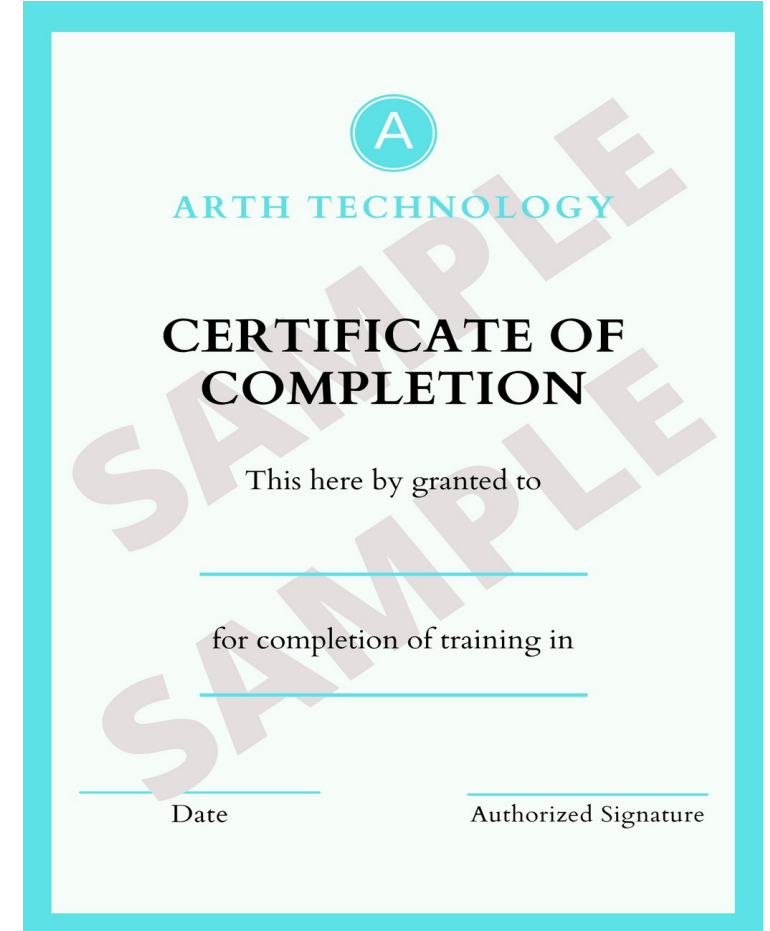 A
ARTH TECHNOLOGY
CERTIFICATE OF
COMPLETION
This here by granted to
for completion of training in
Date
Authorized Signature
SAMPLE
SAMPLE